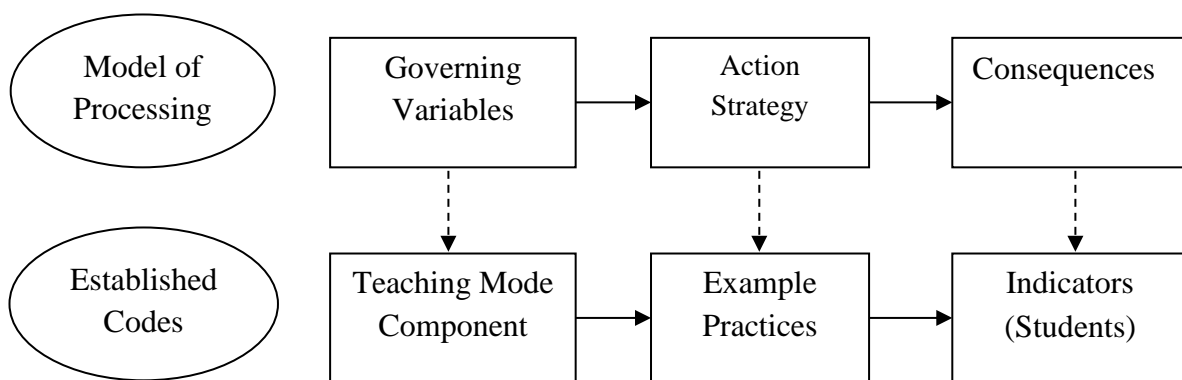 Model of
Processing
Governing
Variables
Action
Strategy
Consequences
Established
Codes
Teaching Mode
Component
Example
Practices
Indicators
(Students)